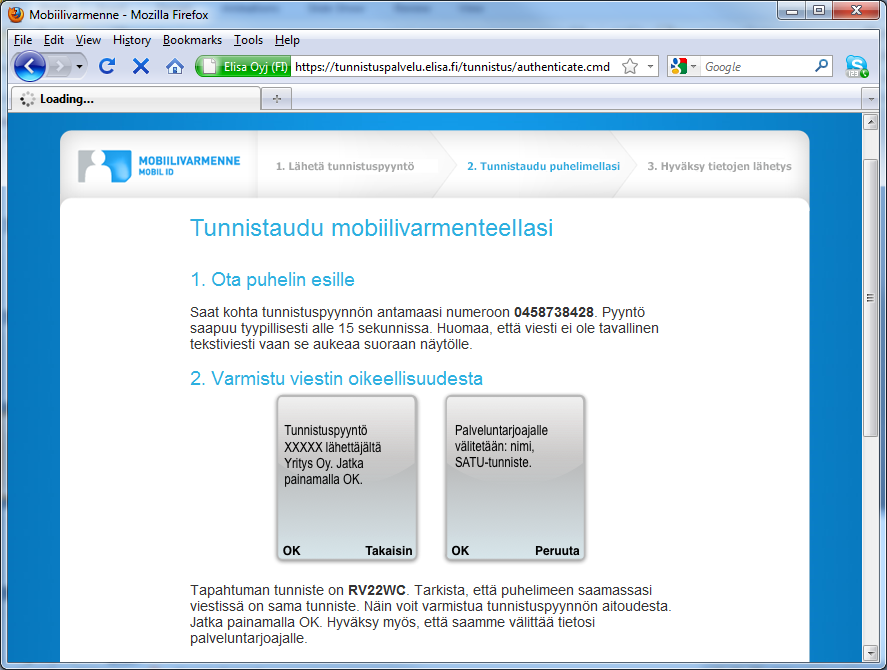 Mobiilivarmenne - Mozilla Firefox
File Edit View History Bookmarks Tools Help
Elisa Oyj (FI) https://tunnistuspalvelu.elisa.fi/tunnistus/authenticate.cmd Google
Loading...
MOBIILIVARMENNE
MOBIL ID
1. Lähetä tunnistuspyyntö 2. Tunnistaudu puhelimellasi 3. Hyväksy tietojen lähetys
Tunnistaudu mobiilivarmenteellasi
1. Ota puhelin esille
Saat kohta tunnistuspyynnön antamaasi numeroon 0458738428. Pyyntö
saapuu tyypillisesti alle 15 sekunnissa. Huomaa, että viesti ei ole tavallinen
tekstiviesti vaan se aukeaa suoraan näytölle.
2. Varmistu viestin oikeellisuudesta
Tunnistuspyyntö
XXXXX lähettäjältä
Yritys Oy. Jatka
painamalla OK.
OK Takaisin
Palveluntarjoajalle
välitetään: nimi,
SATU-tunniste.
OK Peruuta
Tapahtuman tunniste on RV22WC. Tarkista, että puhelimeen saamassasi
viestissä on sama tunniste. Näin voit varmistua tunnistuspyynnön aitoudesta.
Jatka painamalla OK. Hyväksy myös, että saamme välittää tietosi
palveluntarjoajalle.